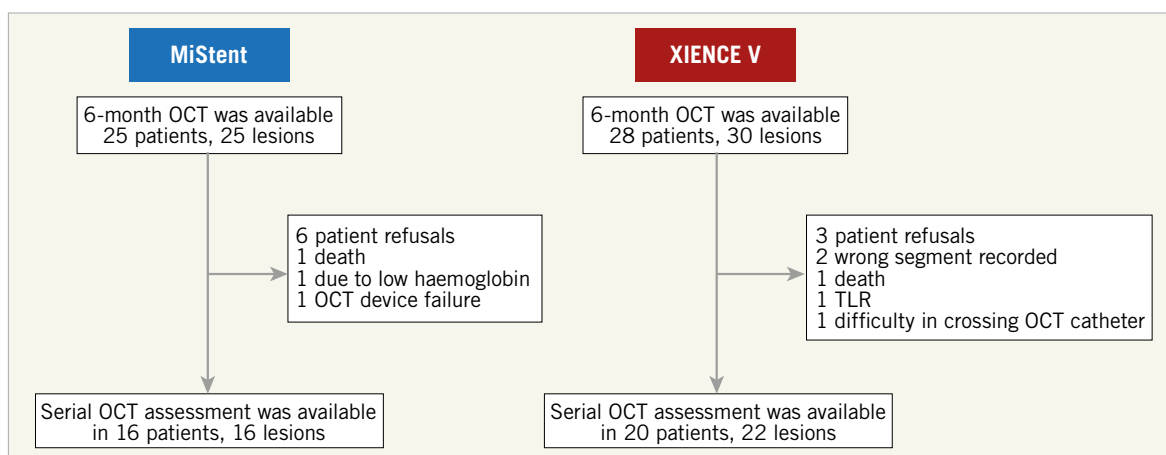 MiStent
6-month OCT was available
25 patients, 25 lesions
6 patient refusals
1 death
1 due to low haemoglobin
1 OCT device failure
Serial OCT assessment was available
in 16 patients, 16 lesions
XIENCE V
6-month OCT was available
28 patients, 30 lesions
3 patient refusals
2 wrong segment recorded
1 death
1 TLR
1 difficulty in crossing OCT catheter
Serial OCT assessment was available
in 20 patients, 22 lesions